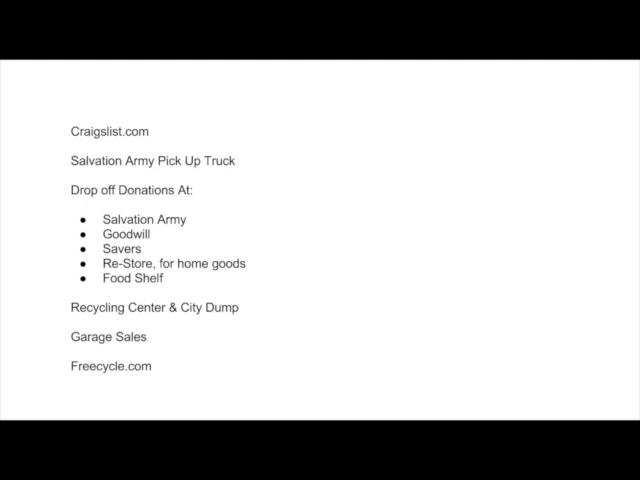 Craigslist.com
Salvation Army Pick Up Truck
Drop off Donations At:
● Salvation Army
● Goodwill
● Savers
● Re-Store, for home goods
● Food Shelf
Recycling Center & City Dump
Garage Sales
Freecycle.com